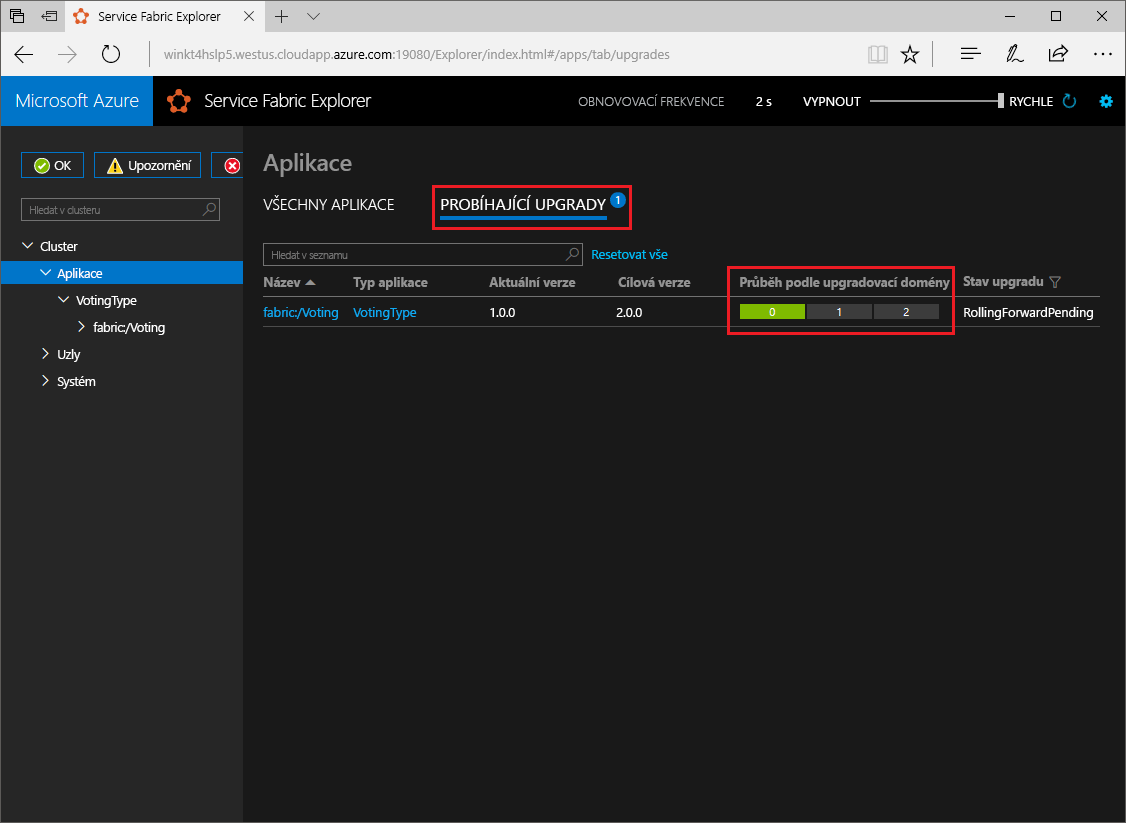 Service Fabric Explorer
winkt4hslp5.westus.cloudapp.azure.com:19080/Explorer/index.html#/apps/tab/upgrades
Microsoft Azure Service Fabric Explorer OBNOVOVACÍ FREKVENCE 2 s VYPNOUT RYCHLE
OK Upozornění
Aplikace
VŠECHNY APLIKACE PROBÍHAJÍCÍ UPGRADY 1
Hledat v clusteru
Cluster
Aplikace
VotingType
fabric:/Voting
Uzly
Systém
Hledat v seznamu Resetovat vše
Název Typ aplikace Aktuální verze Cílová verze Průběh podle upgradovací domény Stav upgradu
fabric:/Voting VotingType 1.0.0 2.0.0 0 1 2 RollingForwardPending